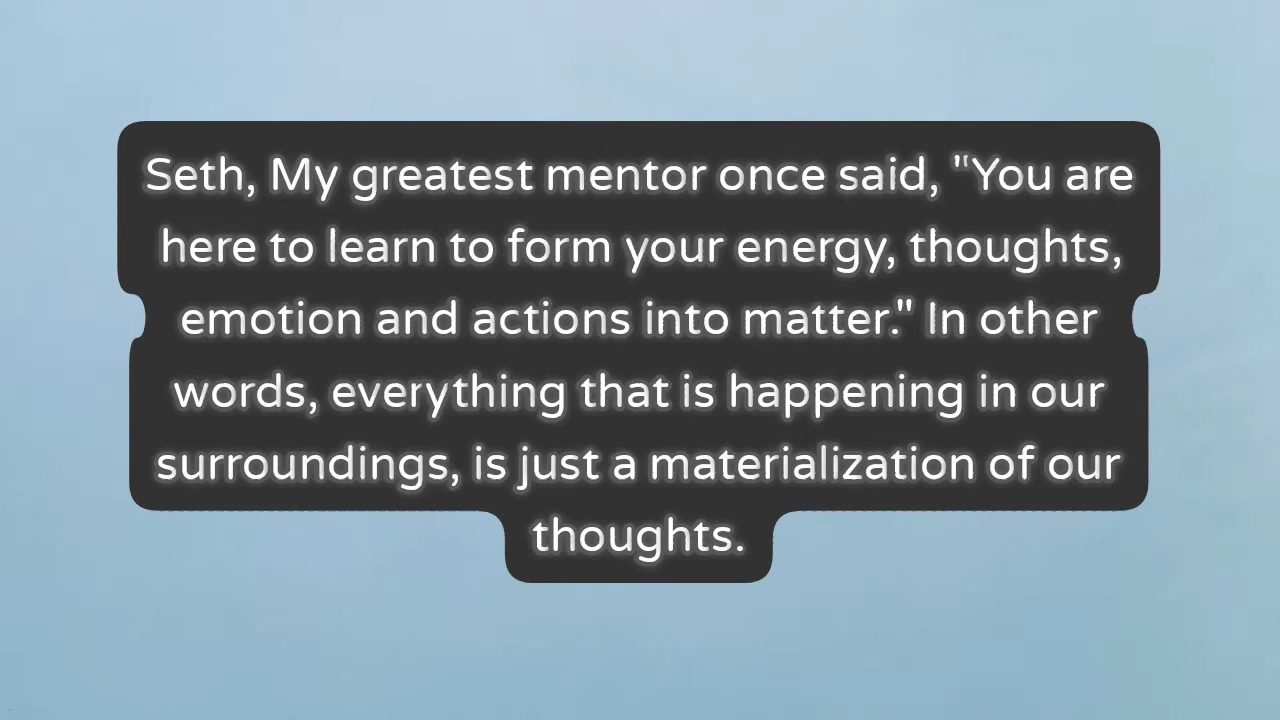 Seth, My greatest mentor once said, "You are
here to learn to form your energy, thoughts,
emotion and actions into matter." In other
words, everything that is happening in our
surroundings, is just a materialization of our
thoughts.